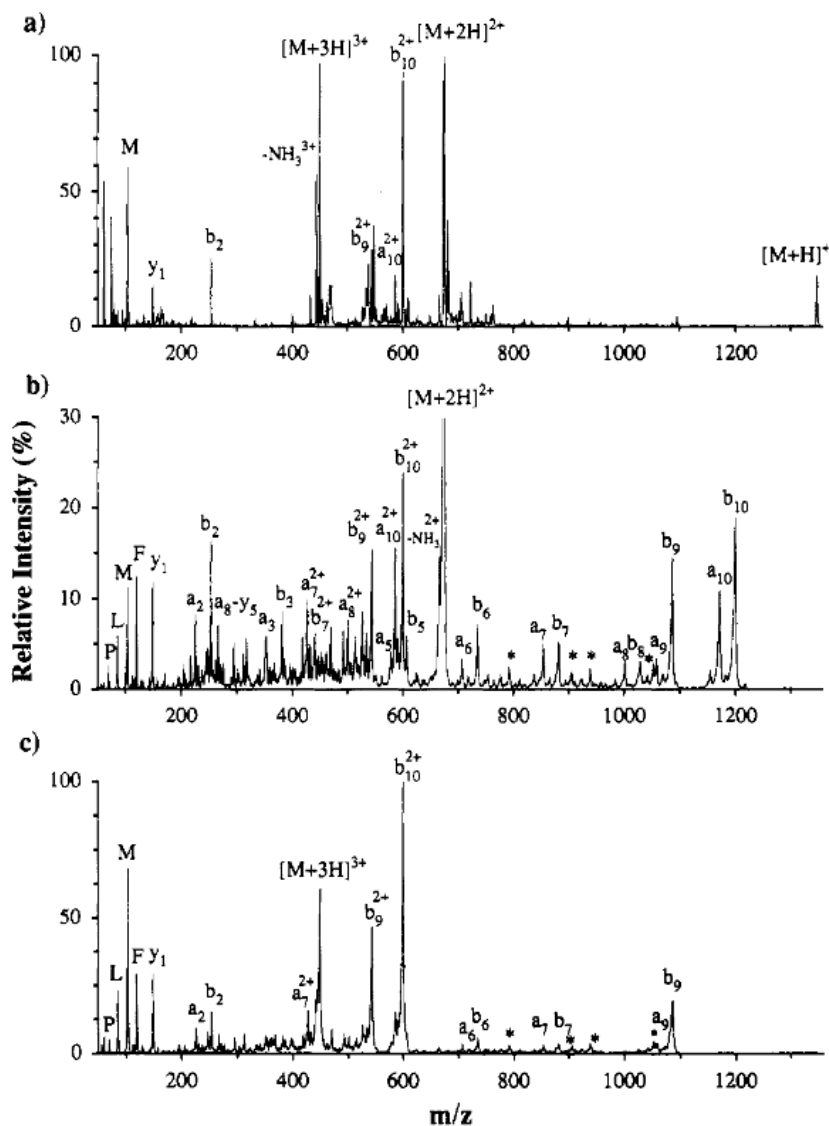 a)
[M+3H]³⁺
b₁₀²⁺
[M+2H]²⁺
100
M
-NH₃³⁺
50
b₂
b₉²⁺
a₁₀²⁺
y₁
[M+H]⁺
0
200 400 600 800 1000 1200
b)
[M+2H]²⁺
30
b₁₀²⁺
20
b₂
b₉²⁺
a₁₀²⁺
-NH₃²⁺
b₁₀
M
F
y₁
b₉
a₁₀
10
L
P
a₂
a₈-y₅
a₃
b₃
a₇²⁺
b₇²⁺
a₈²⁺
a₅
b₅
a₆
b₆
*
a₇
b₇
*
*
a₈
b₈
*
a₉
0
200 400 600 800 1000 1200
Relative Intensity (%)
c)
b₁₀²⁺
100
M
[M+3H]³⁺
50
b₉²⁺
L
F
y₁
P
a₂
b₂
a₇²⁺
a₆
b₆
*
a₇
b₇
*
*
*
a₉
b₉
0
200 400 600 800 1000 1200
m/z